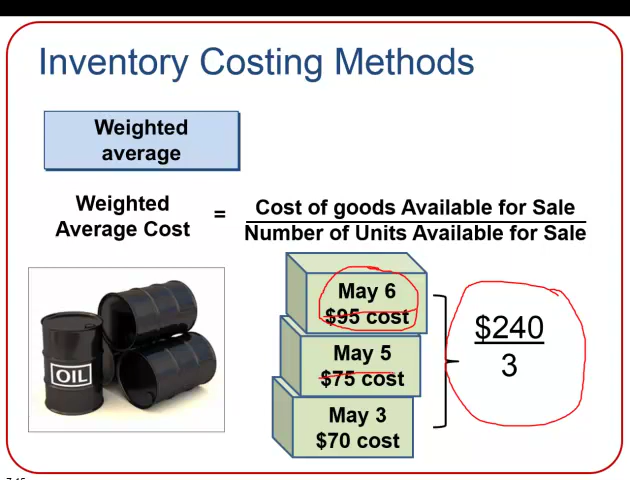 Inventory Costing Methods
Weighted
average
Weighted
Average Cost
=
Cost of goods Available for Sale
Number of Units Available for Sale
OIL
May 6
$95 cost
May 5
$75 cost
May 3
$70 cost
$240
3